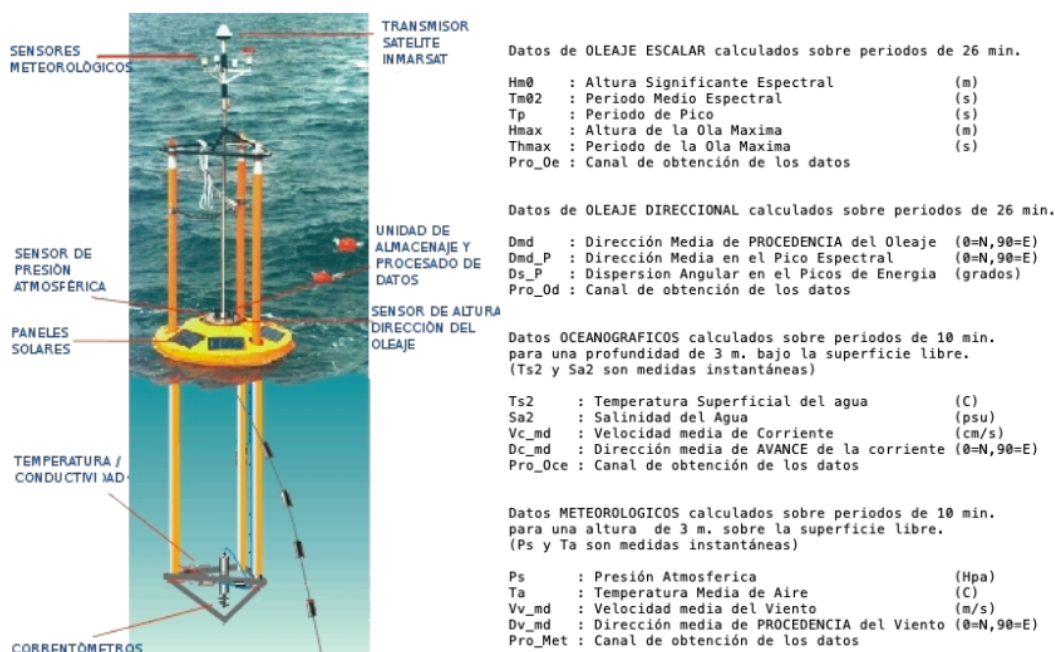 SENSORES
METEOROLÒGICOS
TRANSMISOR
SATELITE
INMARSAT
SENSOR DE
PRESIÒN
ATMOSFÉRICA
UNIDAD DE
ALMACENAJE Y
PROCESADO DE
DATOS
PANELES
SOLARES
SENSOR DE ALTURA
DIRECCIÒN DEL
OLEAJE
TEMPERATURA /
CONDUCTIVIDAD
CORRENTÒMETROS
Datos de OLEAJE ESCALAR calculados sobre periodos de 26 min.
Hm0 : Altura Significante Espectral (m)
Tm02 : Periodo Medio Espectral (s)
Tp : Periodo de Pico (s)
Hmax : Altura de la Ola Maxima (m)
Thmax : Periodo de la Ola Maxima (s)
Pro_Oe : Canal de obtención de los datos
Datos de OLEAJE DIRECCIONAL calculados sobre periodos de 26 min.
Dmd : Dirección Media de PROCEDENCIA del Oleaje (0=N,90=E)
Dmd_P : Dirección Media en el Pico Espectral (0=N,90=E)
Ds_P : Dispersion Angular en el Picos de Energia (grados)
Pro_Od : Canal de obtención de los datos
Datos OCEANOGRAFICOS calculados sobre periodos de 10 min.
para una profundidad de 3 m. bajo la superficie libre.
(Ts2 y Sa2 son medidas instantáneas)
Ts2 : Temperatura Superficial del agua (C)
Sa2 : Salinidad del Agua (psu)
Vc_md : Velocidad media de Corriente (cm/s)
Dc_md : Dirección media de AVANCE de la corriente (0=N,90=E)
Pro_Oce : Canal de obtención de los datos
Datos METEOROLOGICOS calculados sobre periodos de 10 min.
para una altura de 3 m. sobre la superficie libre.
(Ps y Ta son medidas instantáneas)
Ps : Presión Atmosferica (Hpa)
Ta : Temperatura Media de Aire (C)
Vv_md : Velocidad media del Viento (m/s)
Dv_md : Dirección media de PROCEDENCIA del Viento (0=N,90=E)
Pro_Met : Canal de obtención de los datos